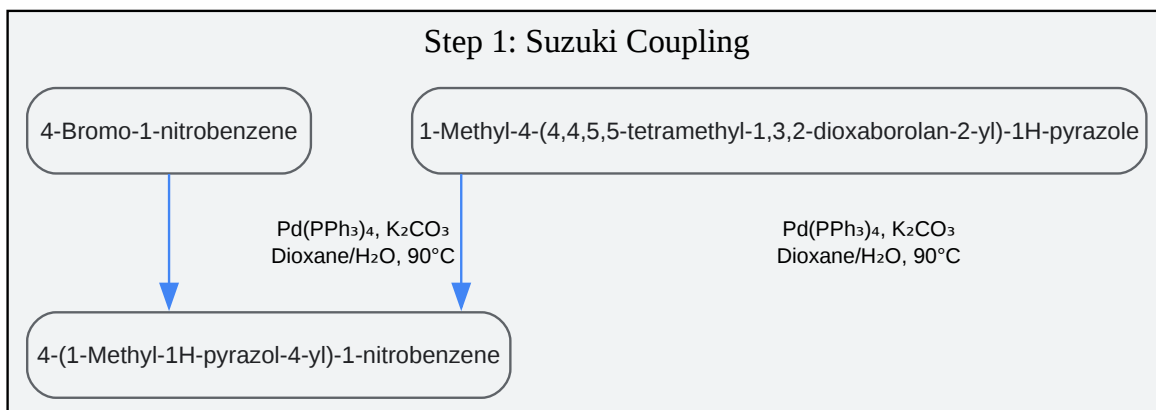 Step 1: Suzuki Coupling
4-Bromo-1-nitrobenzene
1-Methyl-4-(4,4,5,5-tetramethyl-1,3,2-dioxaborolan-2-yl)-1H-pyrazole
Pd(PPh₃)₄, K₂CO₃
Dioxane/H₂O, 90°C
Pd(PPh₃)₄, K₂CO₃
Dioxane/H₂O, 90°C
4-(1-Methyl-1H-pyrazol-4-yl)-1-nitrobenzene